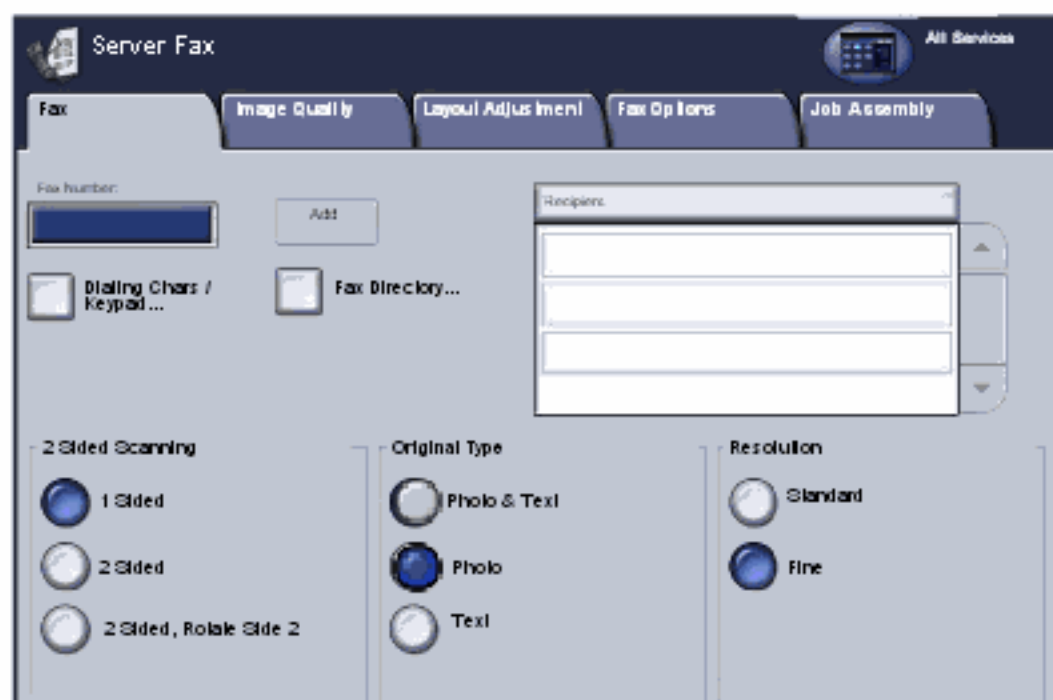 Server Fax
All Services
Fax
Image Quality
Layout Adjustment
Fax Options
Job Assembly
Fax Number:
Add
Recipient
Dialing Chars /
Keypad...
Fax Directory...
2 Sided Scanning
1 Sided
2 Sided
2 Sided, Rotate Side 2
Original Type
Photo & Text
Photo
Text
Resolution
Standard
Fine